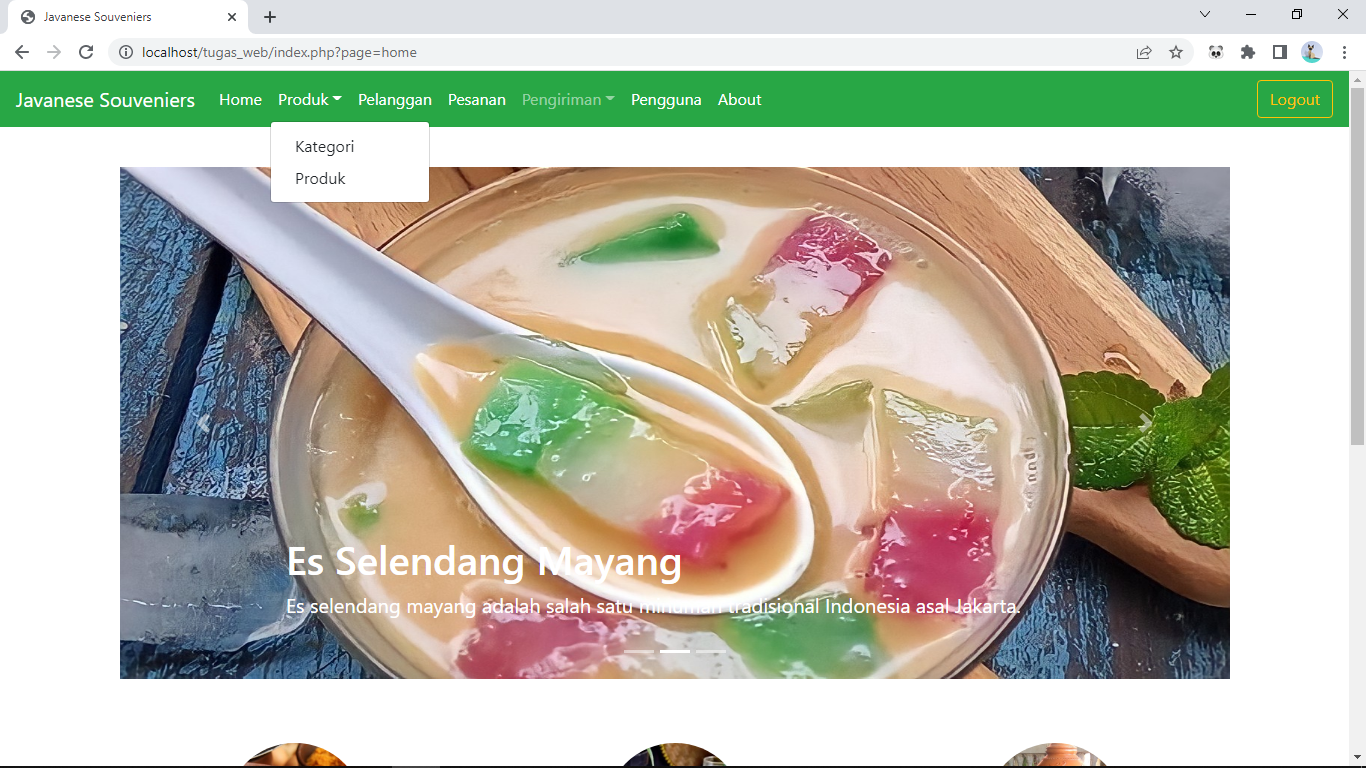 Javanese Souveniers
localhost/tugas_web/index.php?page=home
Javanese Souveniers Home Produk Pelanggan Pesanan Pengiriman Pengguna About Logout
Kategori
Produk
Es Selendang Mayang
Es selendang mayang adalah salah satu minuman tradisional Indonesia asal Jakarta.